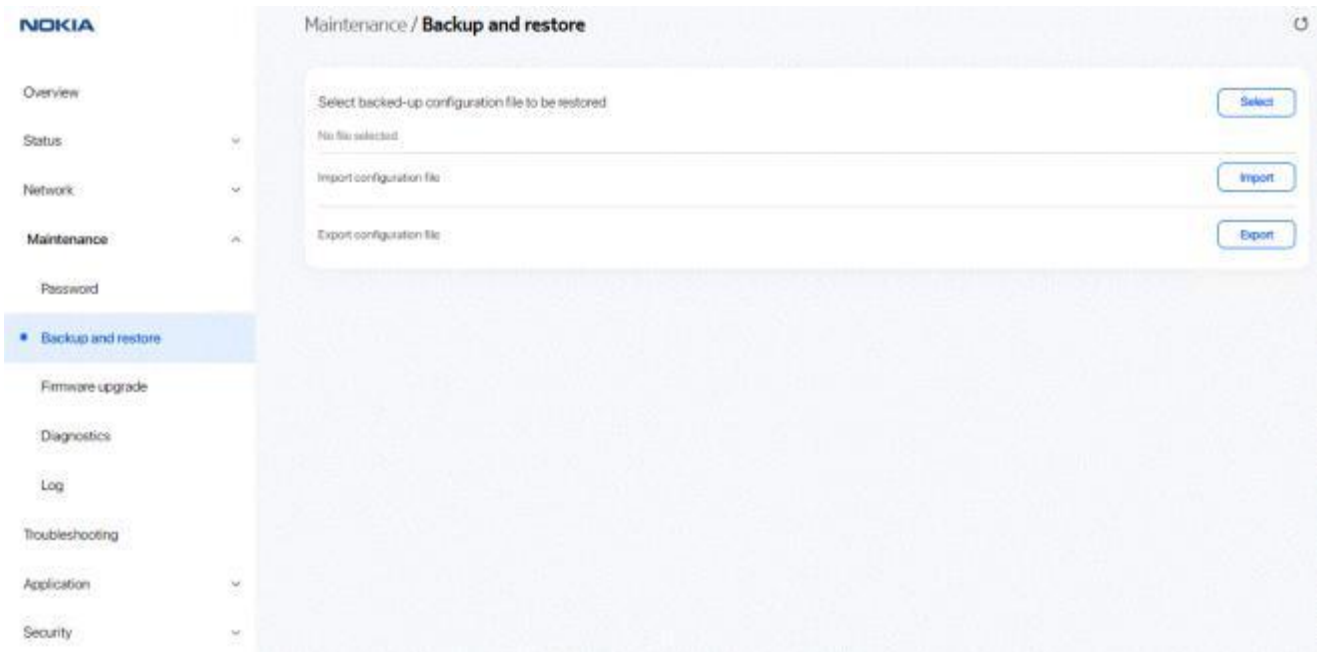 NOKIA
Maintenance / Backup and restore
Overview
Status
Network
Maintenance
Password
Backup and restore
Firmware upgrade
Diagnostics
Log
Troubleshooting
Application
Security
Select backed-up configuration file to be restored
Select
No file selected
Import configuration file
Import
Export configuration file
Export